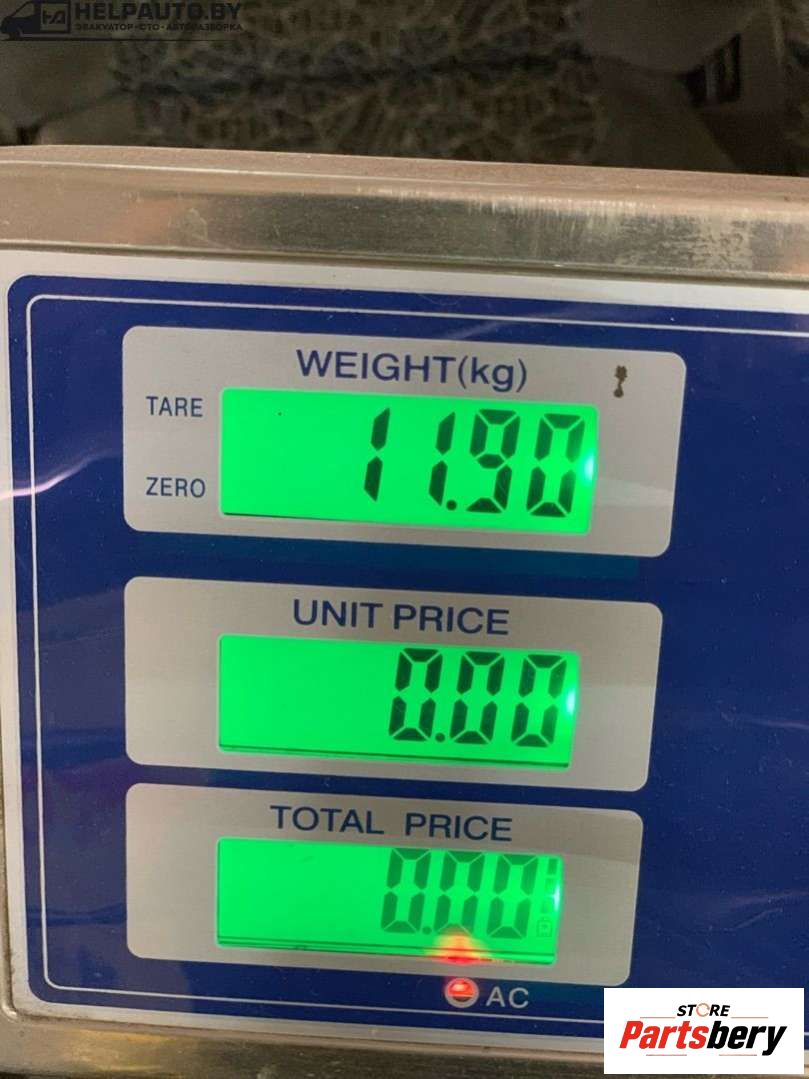 HELPAUTO.BY
ЭВАКУАТОР-СТО-АВТОРАЗБОРКА
WEIGHT(kg)
TARE
11.90
ZERO
UNIT PRICE
0.00
TOTAL PRICE
0.00
AC
STORE
Partsbery